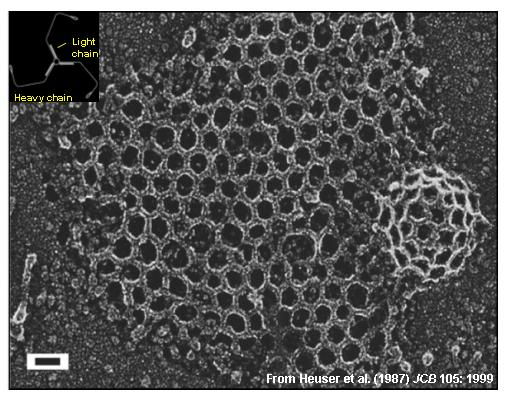 Light
chain
Heavy chain
From Heuser et al. (1987) JCB 105: 1999